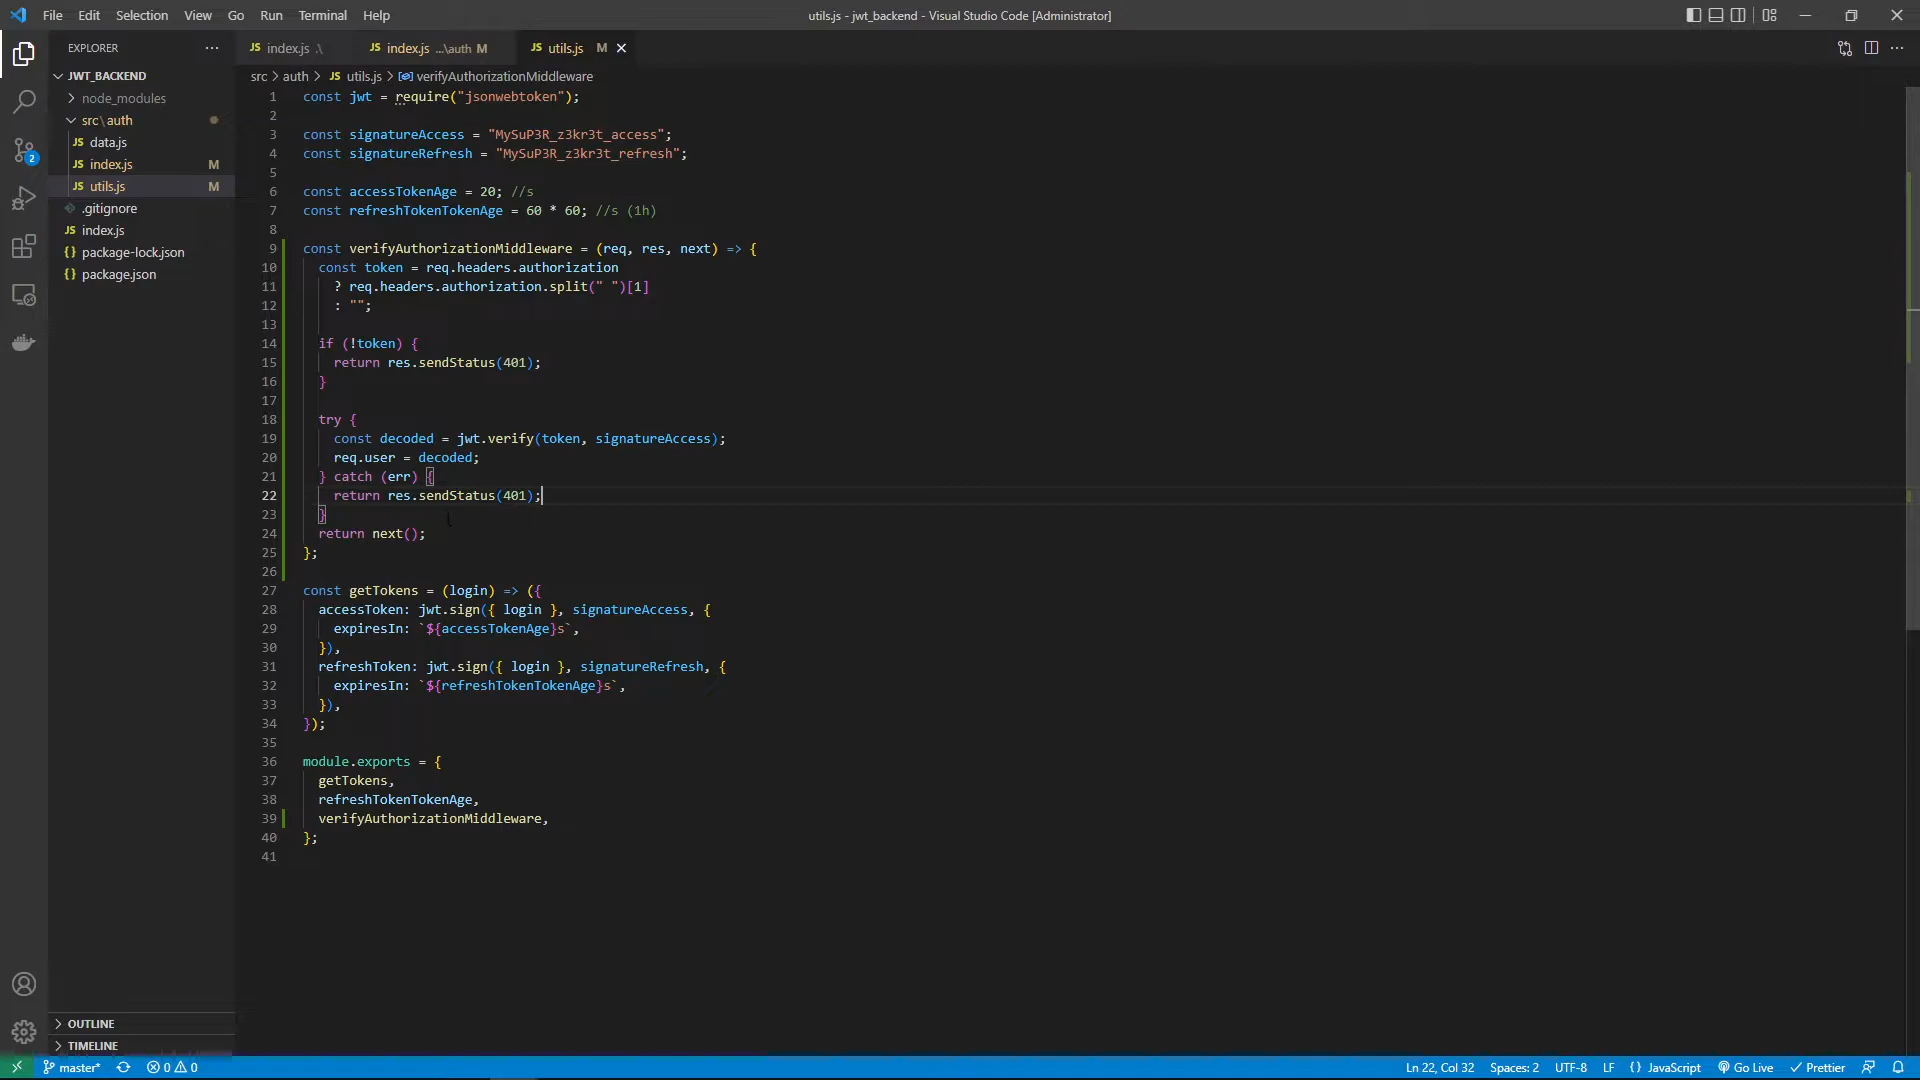 File Edit Selection View Go Run Terminal Help
utils.js - jwt_backend - Visual Studio Code [Administrator]
EXPLORER
JWT_BACKEND
node_modules
src\auth
JS data.js
JS index.js M
JS utils.js M
.gitignore
JS index.js
{} package-lock.json
{} package.json
OUTLINE
TIMELINE
2
JS index.js .\
JS index.js ...\auth M
JS utils.js M
src > auth > JS utils.js > verifyAuthorizationMiddleware
1 const jwt = require("jsonwebtoken");
2
3 const signatureAccess = "MySuP3R_z3kr3t_access";
4 const signatureRefresh = "MySuP3R_z3kr3t_refresh";
5
6 const accessTokenAge = 20; //s
7 const refreshTokenTokenAge = 60 * 60; //s (1h)
8
9 const verifyAuthorizationMiddleware = (req, res, next) => {
10 const token = req.headers.authorization
11 ? req.headers.authorization.split(" ")[1]
12 : "";
13
14 if (!token) {
15 return res.sendStatus(401);
16 }
17
18 try {
19 const decoded = jwt.verify(token, signatureAccess);
20 req.user = decoded;
21 } catch (err) {
22 return res.sendStatus(401);
23 }
24 return next();
25 };
26
27 const getTokens = (login) => ({
28 accessToken: jwt.sign({ login }, signatureAccess, {
29 expiresIn: `${accessTokenAge}s`,
30 }),
31 refreshToken: jwt.sign({ login }, signatureRefresh, {
32 expiresIn: `${refreshTokenTokenAge}s`,
33 }),
34 });
35
36 module.exports = {
37 getTokens,
38 refreshTokenTokenAge,
39 verifyAuthorizationMiddleware,
40 };
41
master* 0 0 Ln 22, Col 32 Spaces: 2 UTF-8 LF {} JavaScript Go Live Prettier